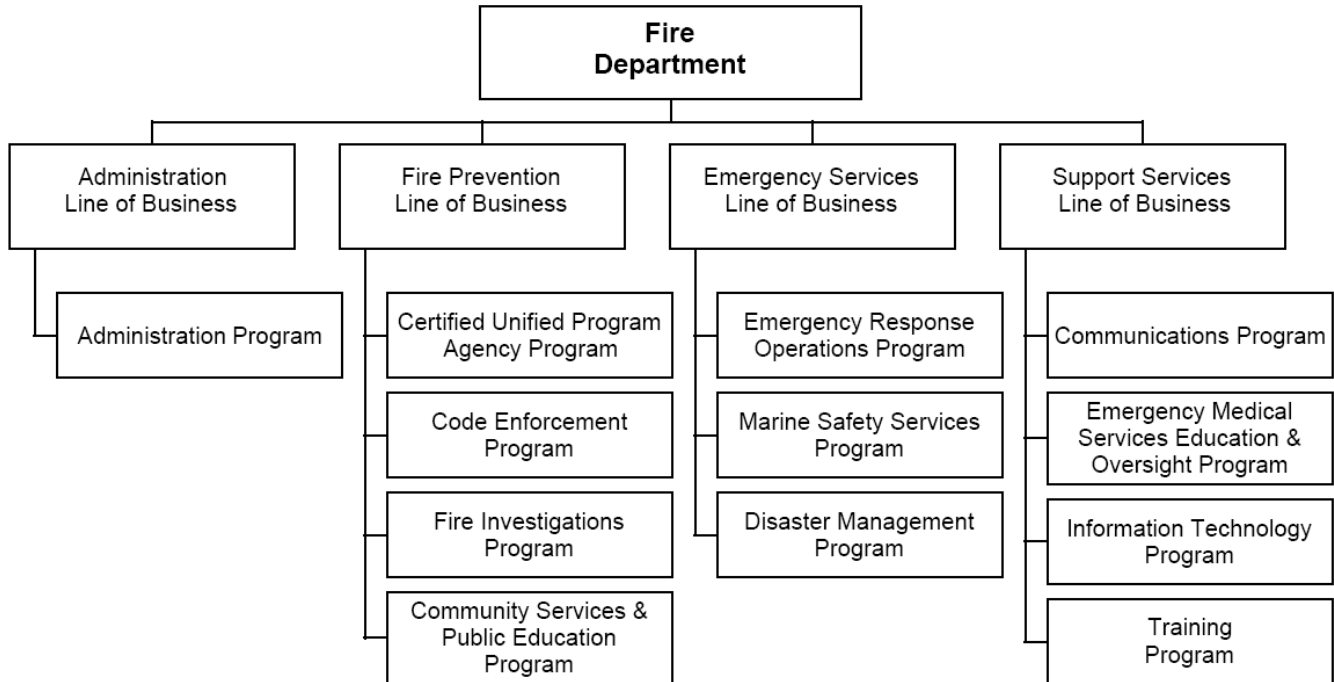 Fire
Department
Administration
Line of Business
Fire Prevention
Line of Business
Emergency Services
Line of Business
Support Services
Line of Business
Administration Program
Certified Unified Program
Agency Program
Code Enforcement
Program
Fire Investigations
Program
Community Services &
Public Education
Program
Emergency Response
Operations Program
Marine Safety Services
Program
Disaster Management
Program
Communications Program
Emergency Medical
Services Education &
Oversight Program
Information Technology
Program
Training
Program